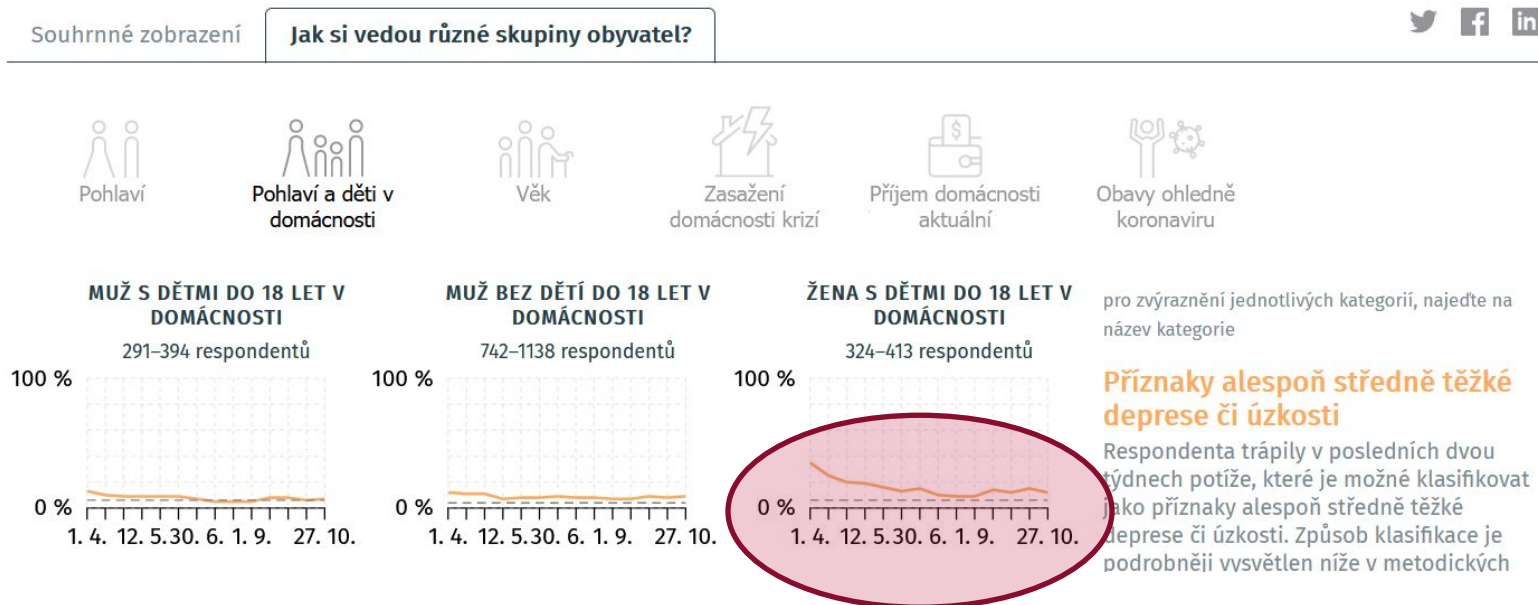 Souhrnné zobrazení
Jak si vedou různé skupiny obyvatel?
Pohlaví
Pohlaví a děti v
domácnosti
Věk
Zasažení
domácnosti krizí
Příjem domácnosti
aktuální
Obavy ohledně
koronaviru
MUŽ S DĚTMI DO 18 LET V
DOMÁCNOSTI
291–394 respondentů
100 %
0 %
1. 4. 12. 5.30. 6. 1. 9. 27. 10.
MUŽ BEZ DĚTÍ DO 18 LET V
DOMÁCNOSTI
742–1138 respondentů
100 %
0 %
1. 4. 12. 5.30. 6. 1. 9. 27. 10.
ŽENA S DĚTMI DO 18 LET V
DOMÁCNOSTI
324–413 respondentů
100 %
0 %
1. 4. 12. 5.30. 6. 1. 9. 27. 10.
pro zvýraznění jednotlivých kategorií, najeďte na
název kategorie
Příznaky alespoň středně těžké
deprese či úzkosti
Respondenta trápily v posledních dvou
týdnech potíže, které je možné klasifikovat
jako příznaky alespoň středně těžké
deprese či úzkosti. Způsob klasifikace je
podrobněji vysvětlen níže v metodických